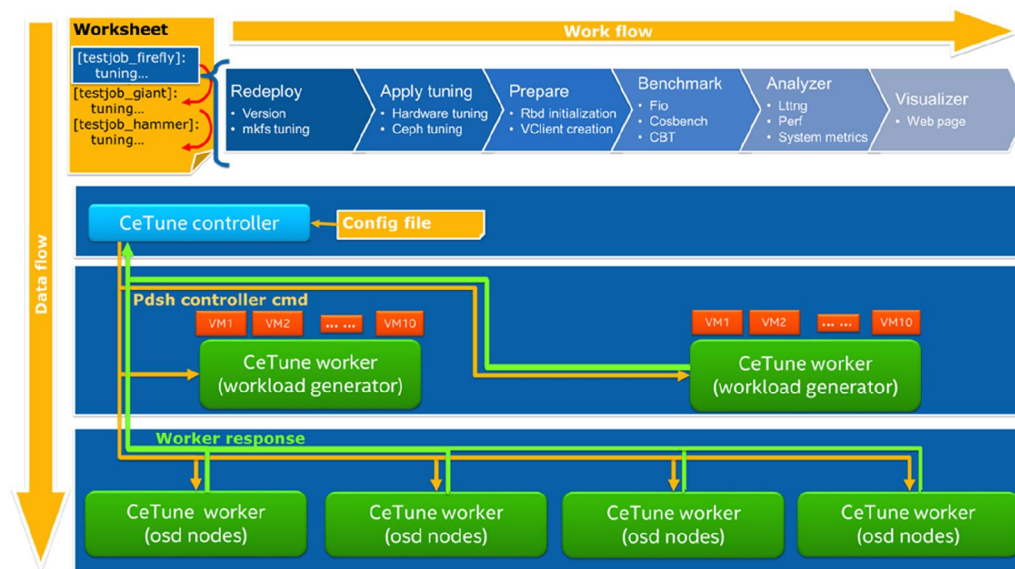 Worksheet
[testjob_firefly]:
tuning...
[testjob_giant]:
tuning...
[testjob_hammer]:
tuning...
Work flow
Redeploy
• Version
• mkfs tuning
Apply tuning
• Hardware tuning
• Ceph tuning
Prepare
• Rbd initialization
• VClient creation
Benchmark
• Fio
• Cosbench
• CBT
Analyzer
• Lttng
• Perf
• System metrics
Visualizer
• Web page
Data flow
CeTune controller
Config file
Pdsh controller cmd
VM1 VM2 ... ... VM10
CeTune worker
(workload generator)
VM1 VM2 ... ... VM10
CeTune worker
(workload generator)
Worker response
CeTune worker
(osd nodes)
CeTune worker
(osd nodes)
CeTune worker
(osd nodes)
CeTune worker
(osd nodes)